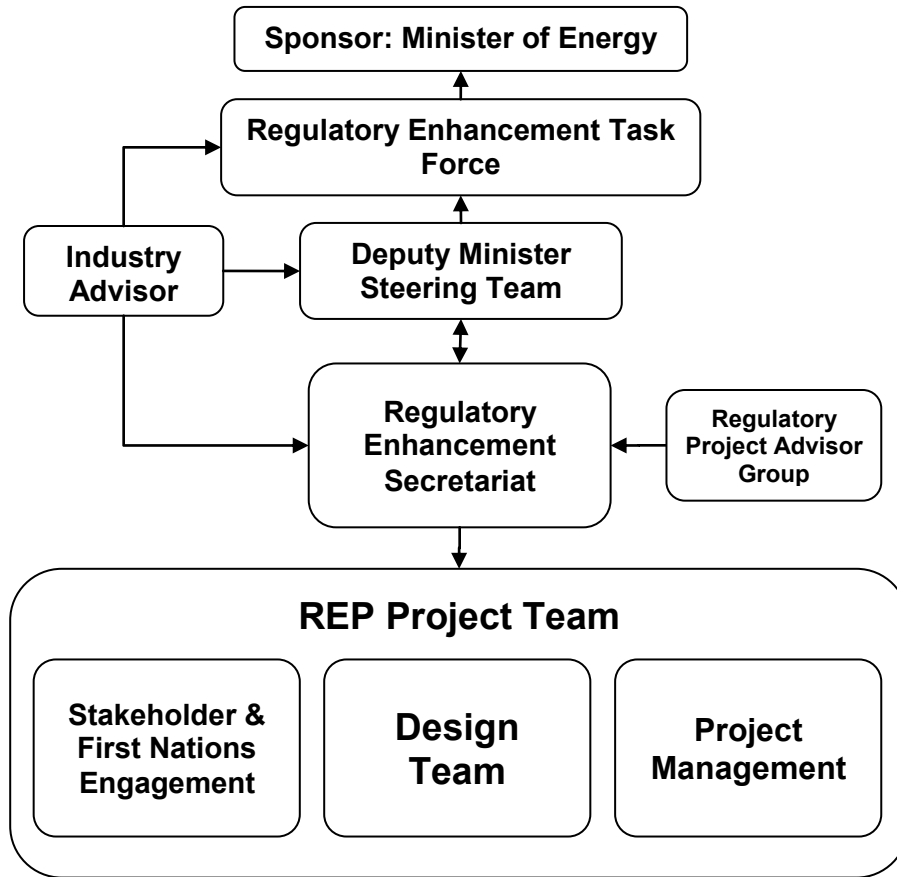 Sponsor: Minister of Energy
Regulatory Enhancement Task
Force
Industry
Advisor
Deputy Minister
Steering Team
Regulatory
Enhancement
Secretariat
Regulatory
Project Advisor
Group
REP Project Team
Stakeholder &
First Nations
Engagement
Design
Team
Project
Management